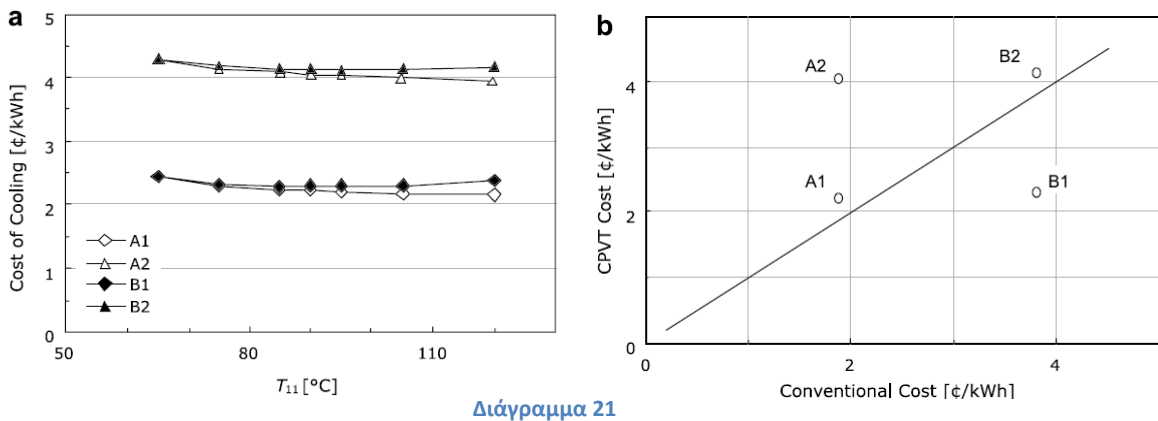 a
Cost of Cooling [¢/kWh]
5
4
3
2
1
0
50
80
110
T₁₁ [°C]
A1
A2
B1
B2
b
CPVT Cost [¢/kWh]
4
2
0
0
2
4
A2
B2
A1
B1
Conventional Cost [¢/kWh]
Διάγραμμα 21